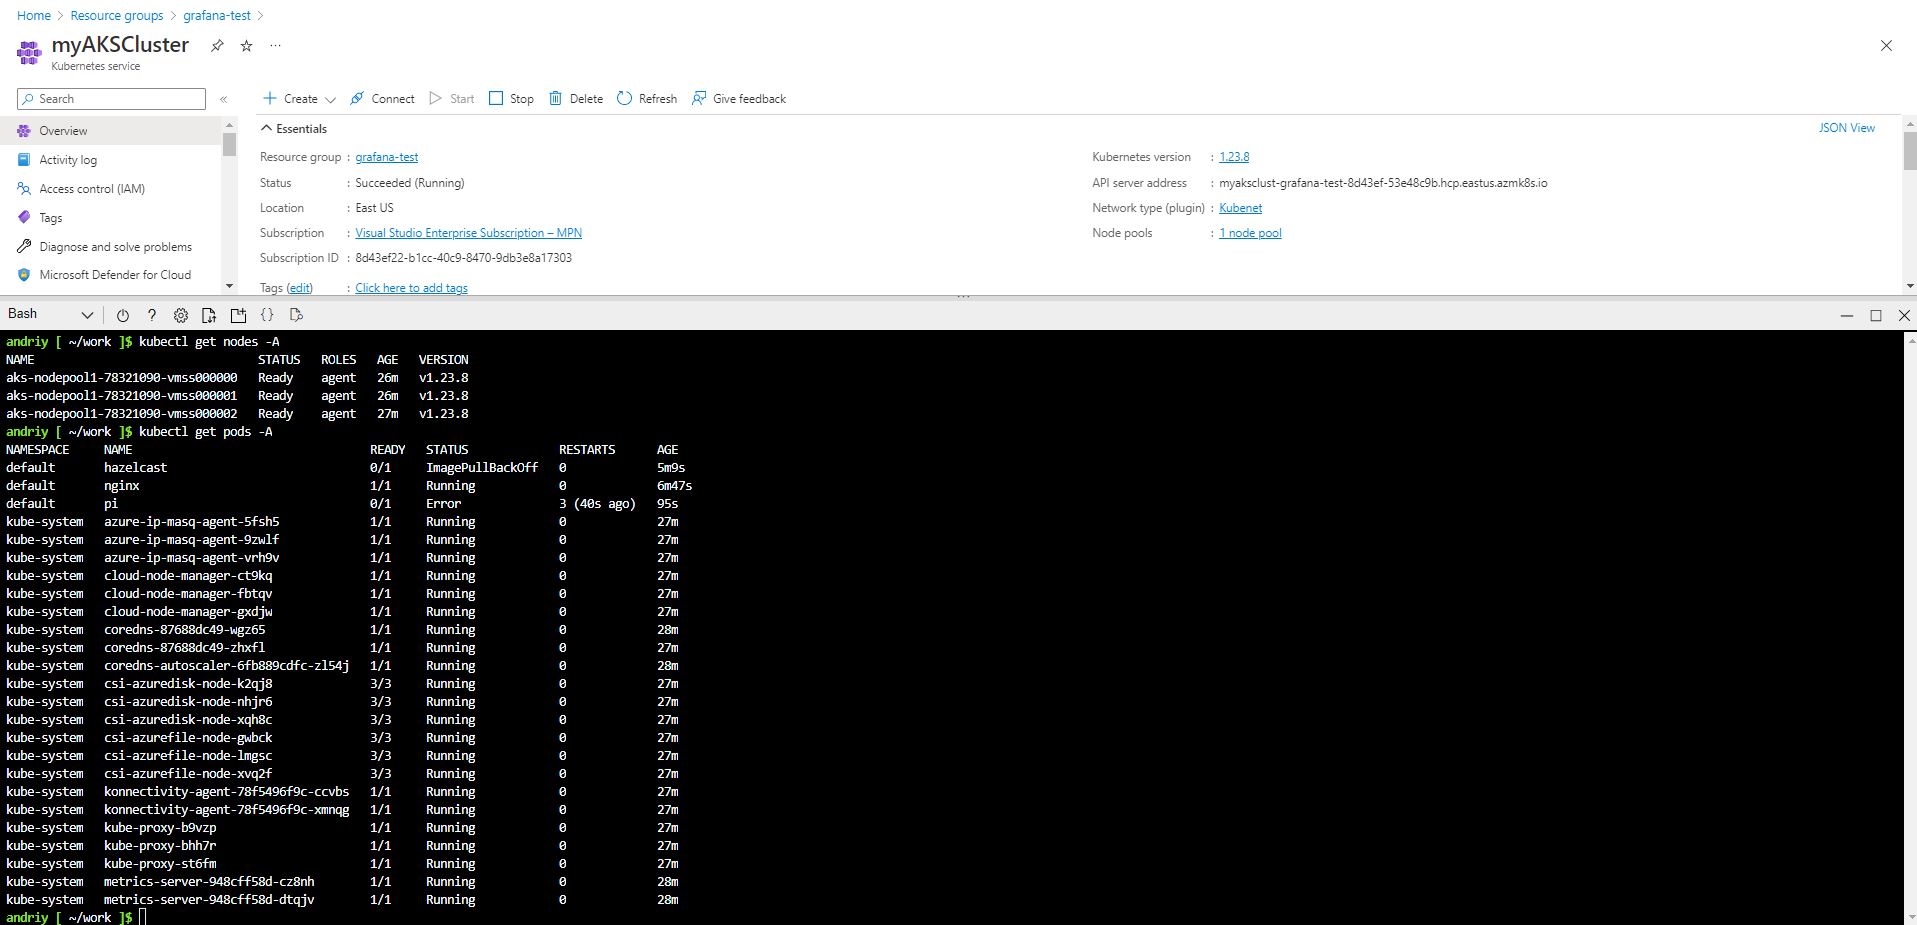 Home > Resource groups > grafana-test >
myAKSCluster
Kubernetes service
Search
Create Connect Start Stop Delete Refresh Give feedback
Overview
Activity log
Access control (IAM)
Tags
Diagnose and solve problems
Microsoft Defender for Cloud
Essentials
JSON View
Resource group : grafana-test
Status : Succeeded (Running)
Location : East US
Subscription : Visual Studio Enterprise Subscription – MPN
Subscription ID : 8d43ef22-b1cc-40c9-8470-9db3e8a17303
Tags (edit) : Click here to add tags
Kubernetes version : 1.23.8
API server address : myaksclust-grafana-test-8d43ef-53e48c9b.hcp.eastus.azmk8s.io
Network type (plugin) : Kubenet
Node pools : 1 node pool
Bash
andriy [ ~/work ]$ kubectl get nodes -A
NAME STATUS ROLES AGE VERSION
aks-nodepool1-78321090-vmss000000 Ready agent 26m v1.23.8
aks-nodepool1-78321090-vmss000001 Ready agent 26m v1.23.8
aks-nodepool1-78321090-vmss000002 Ready agent 27m v1.23.8
andriy [ ~/work ]$ kubectl get pods -A
NAMESPACE NAME READY STATUS RESTARTS AGE
default hazelcast 0/1 ImagePullBackOff 0 5m9s
default nginx 1/1 Running 0 6m47s
default pi 0/1 Error 3 (40s ago) 95s
kube-system azure-ip-masq-agent-5fsh5 1/1 Running 0 27m
kube-system azure-ip-masq-agent-9zwlf 1/1 Running 0 27m
kube-system azure-ip-masq-agent-vrh9v 1/1 Running 0 27m
kube-system cloud-node-manager-ct9kq 1/1 Running 0 27m
kube-system cloud-node-manager-fbtqv 1/1 Running 0 27m
kube-system cloud-node-manager-gxdjw 1/1 Running 0 27m
kube-system coredns-87688dc49-wgz65 1/1 Running 0 28m
kube-system coredns-87688dc49-zhxfl 1/1 Running 0 27m
kube-system coredns-autoscaler-6fb889cdfc-zl54j 1/1 Running 0 28m
kube-system csi-azuredisk-node-k2qj8 3/3 Running 0 27m
kube-system csi-azuredisk-node-nhjr6 3/3 Running 0 27m
kube-system csi-azuredisk-node-xqh8c 3/3 Running 0 27m
kube-system csi-azurefile-node-gwbck 3/3 Running 0 27m
kube-system csi-azurefile-node-lmgsc 3/3 Running 0 27m
kube-system csi-azurefile-node-xvq2f 3/3 Running 0 27m
kube-system konnectivity-agent-78f5496f9c-ccvbs 1/1 Running 0 27m
kube-system konnectivity-agent-78f5496f9c-xmnqg 1/1 Running 0 27m
kube-system kube-proxy-b9vzp 1/1 Running 0 27m
kube-system kube-proxy-bhh7r 1/1 Running 0 27m
kube-system kube-proxy-st6fm 1/1 Running 0 27m
kube-system metrics-server-948cff58d-cz8nh 1/1 Running 0 28m
kube-system metrics-server-948cff58d-dtqjv 1/1 Running 0 28m
andriy [ ~/work ]$